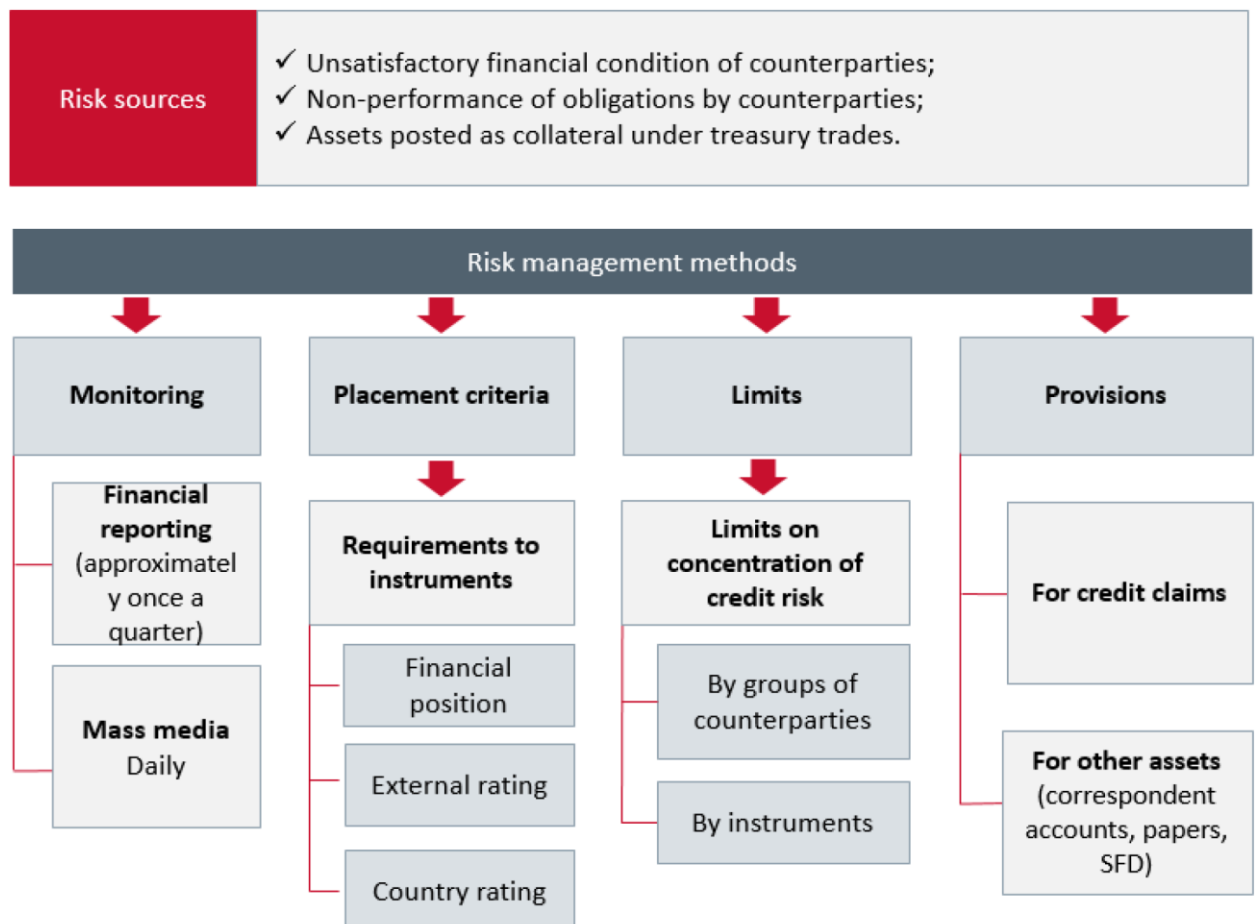 Risk sources
✓ Unsatisfactory financial condition of counterparties;
✓ Non-performance of obligations by counterparties;
✓ Assets posted as collateral under treasury trades.
Risk management methods
Monitoring
Financial
reporting
(approximatel
y once a
quarter)
Mass media
Daily
Placement criteria
Requirements to
instruments
Financial
position
External rating
Country rating
Limits
Limits on
concentration of
credit risk
By groups of
counterparties
By instruments
Provisions
For credit claims
For other assets
(correspondent
accounts, papers,
SFD)